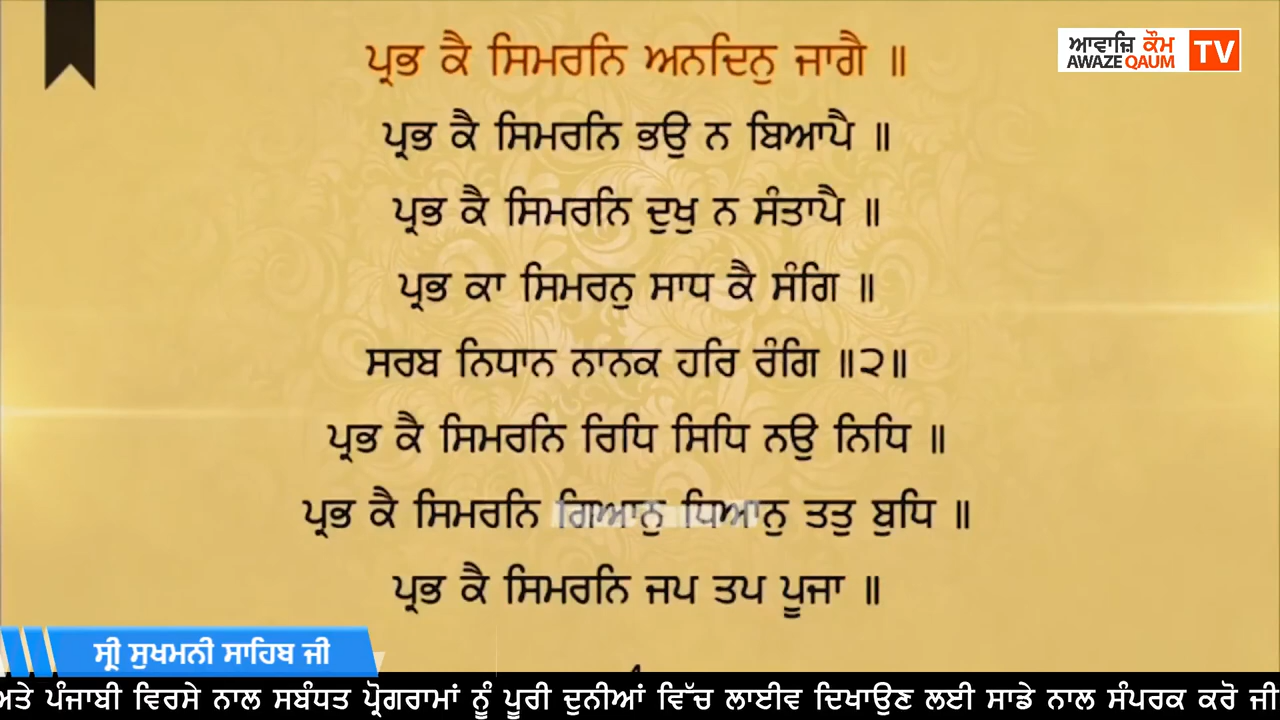 ਪ੍ਰਭ ਕੈ ਸਿਮਰਨਿ ਅਨਦਿਨੁ ਜਾਗੈ ॥
ਆਵਾਜ਼ਿ ਕੌਮ
AWAZE QAUM TV
ਪ੍ਰਭ ਕੈ ਸਿਮਰਨਿ ਭਉ ਨ ਬਿਆਪੈ ॥
ਪ੍ਰਭ ਕੈ ਸਿਮਰਨਿ ਦੁਖੁ ਨ ਸੰਤਾਪੈ ॥
ਪ੍ਰਭ ਕਾ ਸਿਮਰਨੁ ਸਾਧ ਕੈ ਸੰਗਿ ॥
ਸਰਬ ਨਿਧਾਨ ਨਾਨਕ ਹਰਿ ਰੰਗਿ ॥੨॥
ਪ੍ਰਭ ਕੈ ਸਿਮਰਨਿ ਰਿਧਿ ਸਿਧਿ ਨਉ ਨਿਧਿ ॥
ਪ੍ਰਭ ਕੈ ਸਿਮਰਨਿ ਗਿਆਨੁ ਧਿਆਨੁ ਤਤੁ ਬੁਧਿ ॥
ਪ੍ਰਭ ਕੈ ਸਿਮਰਨਿ ਜਪ ਤਪ ਪੂਜਾ ॥
ਸ੍ਰੀ ਸੁਖਮਨੀ ਸਾਹਿਬ ਜੀ
ਅਤੇ ਪੰਜਾਬੀ ਵਿਰਸੇ ਨਾਲ ਸਬੰਧਤ ਪ੍ਰੋਗਰਾਮਾਂ ਨੂੰ ਪੂਰੀ ਦੁਨੀਆਂ ਵਿੱਚ ਲਾਈਵ ਦਿਖਾਉਣ ਲਈ ਸਾਡੇ ਨਾਲ ਸੰਪਰਕ ਕਰੋ ਜੀ